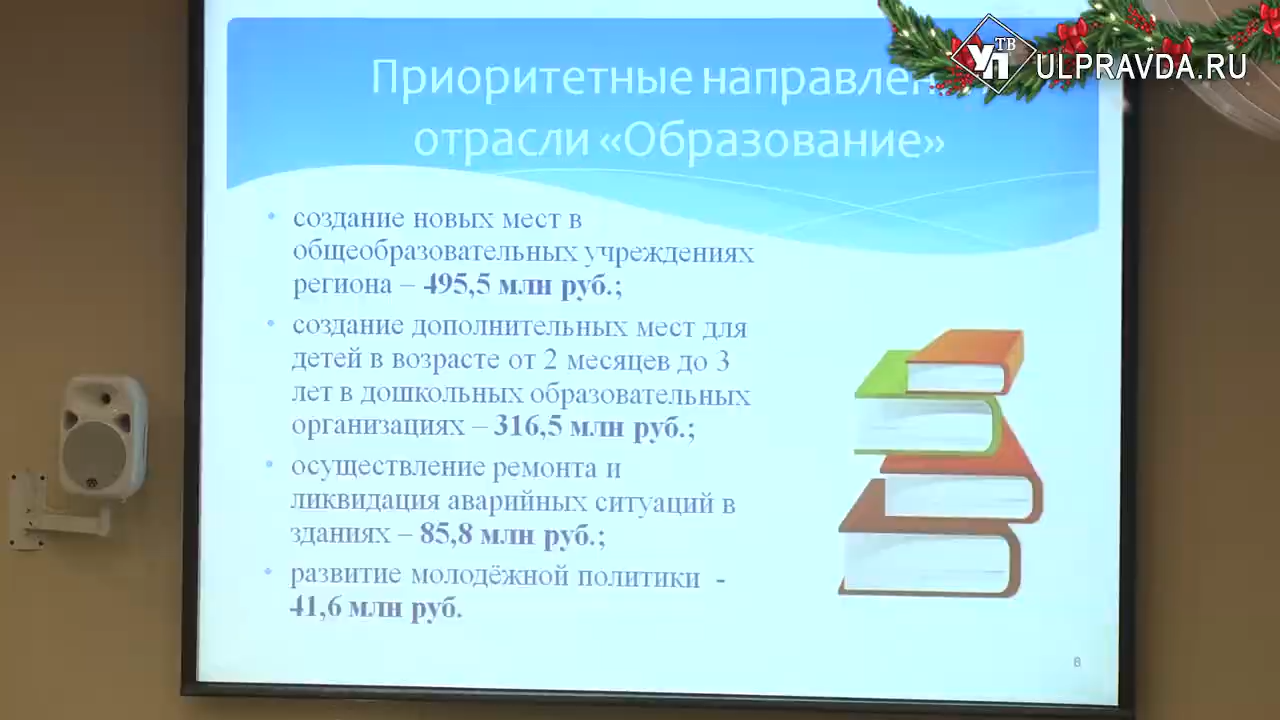 УП ТВ
ULPRAVDA.RU
Приоритетные
отрасли «Образование»
• создание новых мест в
общеобразовательных учреждениях
региона – 495,5 млн руб.;
• создание дополнительных мест для
детей в возрасте от 2 месяцев до 3
лет в дошкольных образовательных
организациях – 316,5 млн руб.;
• осуществление ремонта и
ликвидация аварийных ситуаций в
зданиях – 85,8 млн руб.;
• развитие молодёжной политики -
41,6 млн руб.
8